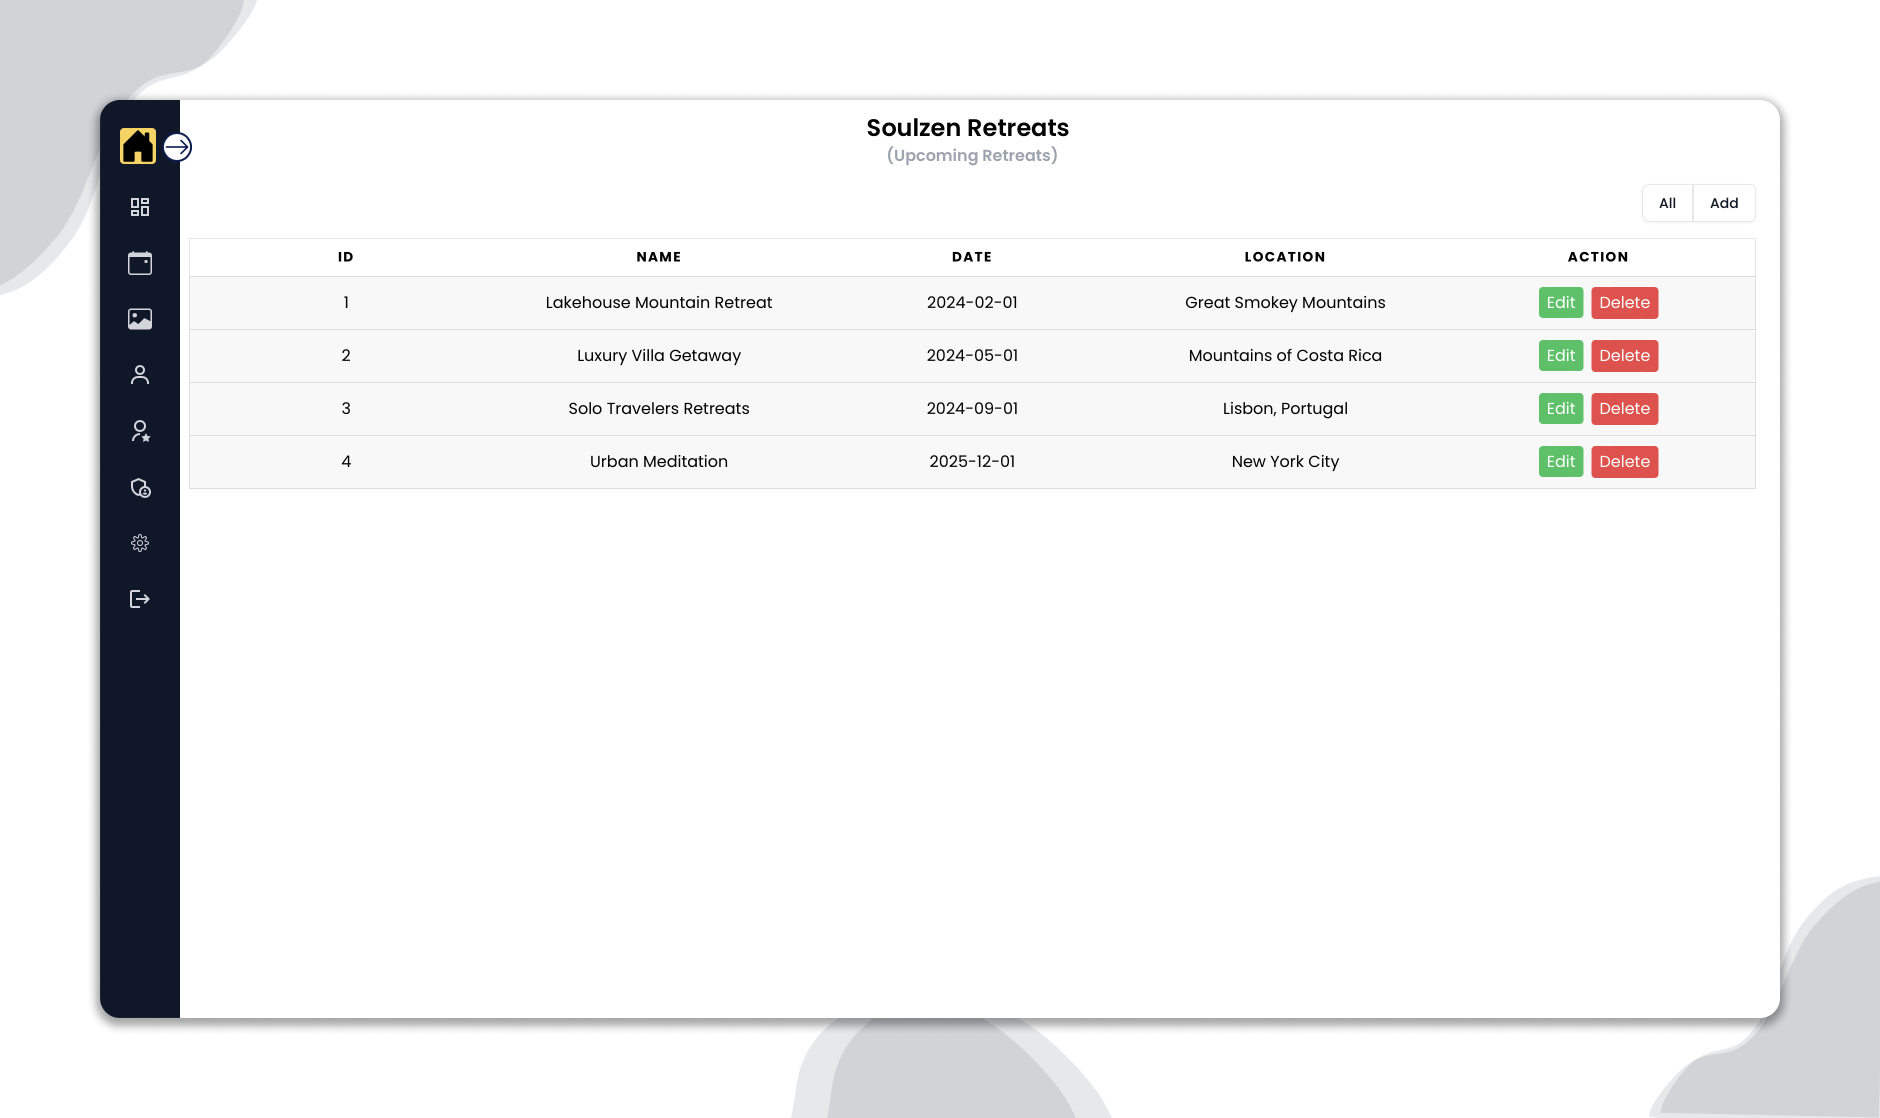 Soulzen Retreats
(Upcoming Retreats)
All Add
ID NAME DATE LOCATION ACTION
1 Lakehouse Mountain Retreat 2024-02-01 Great Smokey Mountains Edit Delete
2 Luxury Villa Getaway 2024-05-01 Mountains of Costa Rica Edit Delete
3 Solo Travelers Retreats 2024-09-01 Lisbon, Portugal Edit Delete
4 Urban Meditation 2025-12-01 New York City Edit Delete